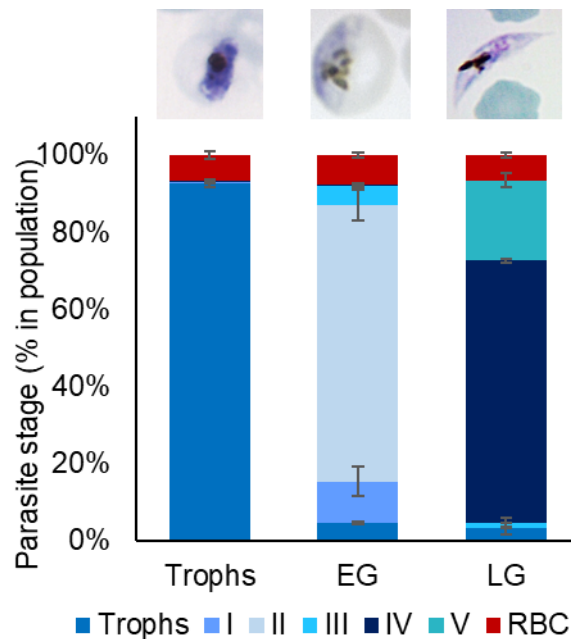 Parasite stage (% in population)
100%
80%
60%
40%
20%
0%
Trophs EG LG
Trophs I II III IV V RBC